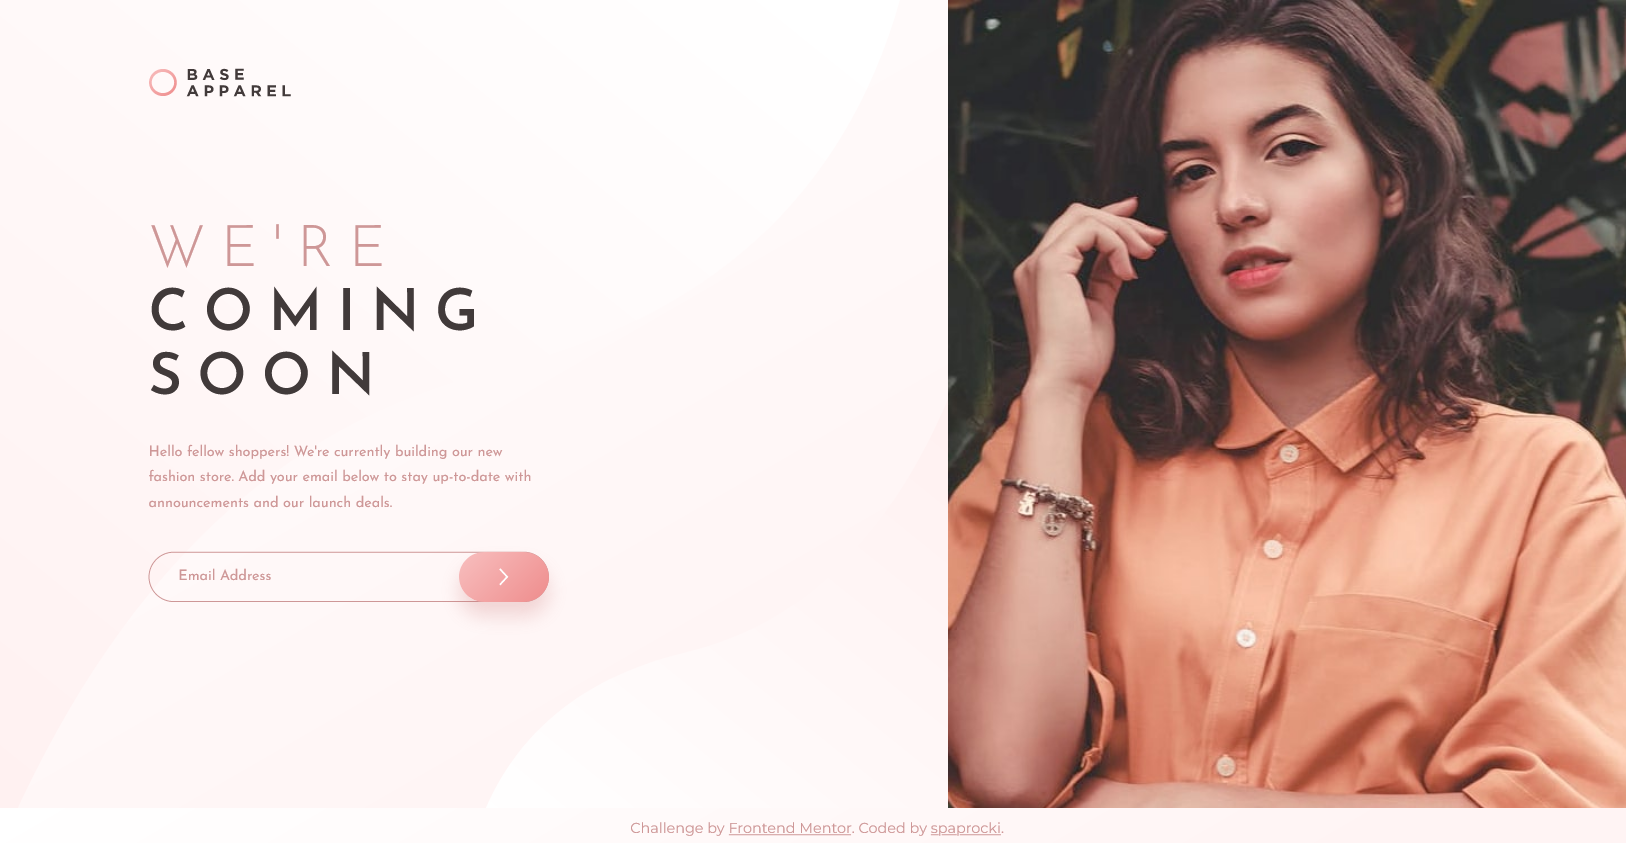 BASE
APPAREL
WE'RE
COMING
SOON
Hello fellow shoppers! We're currently building our new
fashion store. Add your email below to stay up-to-date with
announcements and our launch deals.
Email Address
Challenge by Frontend Mentor. Coded by spaprocki.